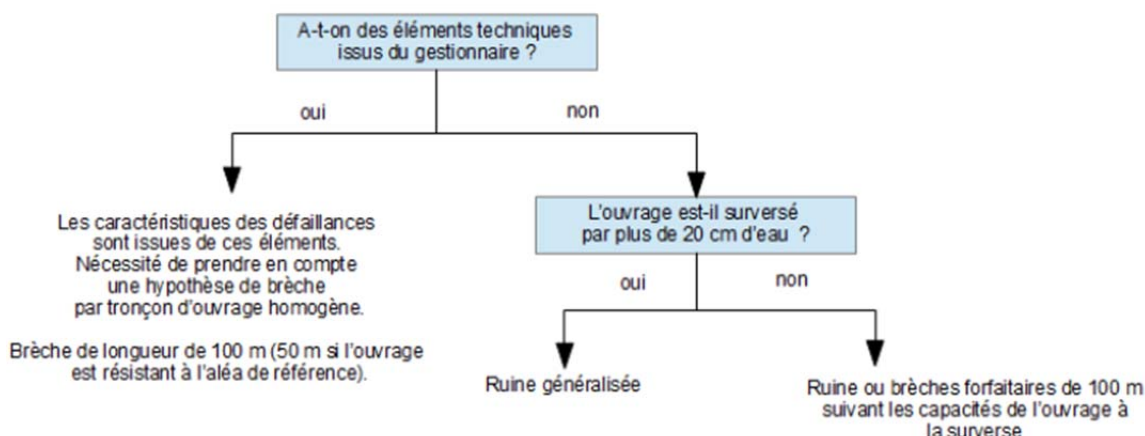 A-t-on des éléments techniques
issus du gestionnaire ?
oui
non
Les caractéristiques des défaillances
sont issues de ces éléments.
Nécessité de prendre en compte
une hypothèse de brèche
par tronçon d'ouvrage homogène.
Brèche de longueur de 100 m (50 m si l'ouvrage
est résistant à l'aléa de référence).
L'ouvrage est-il surversé
par plus de 20 cm d'eau ?
oui
non
Ruine généralisée
Ruine ou brèches forfaitaires de 100 m
suivant les capacités de l'ouvrage à
la surverse